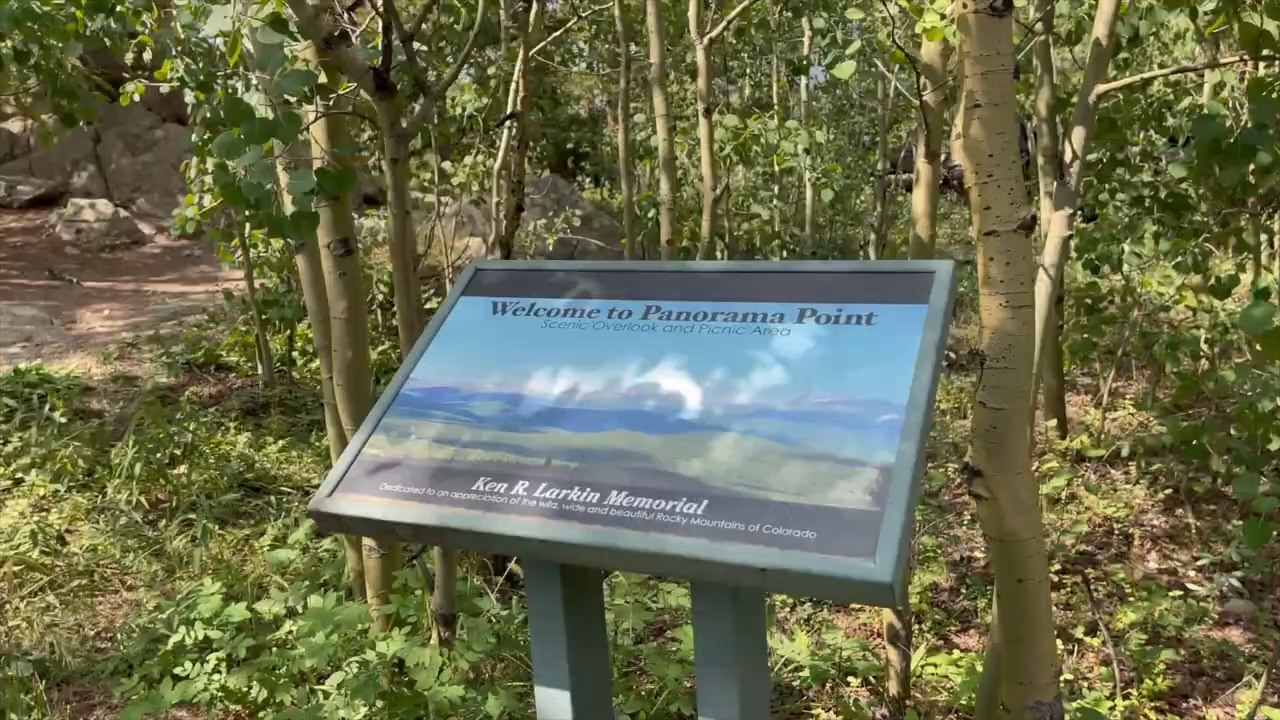 Welcome to Panorama Point
Scenic Overlook and Picnic Area
Ken R. Larkin Memorial
Dedicated to an appreciation of the wild, wide and beautiful Rocky Mountains of Colorado